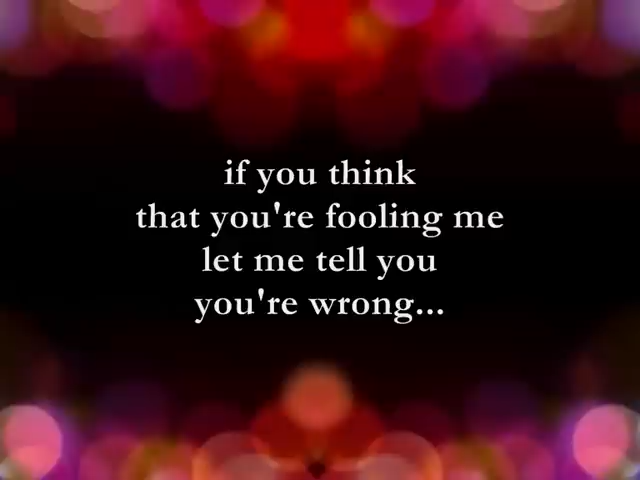 if you think
that you're fooling me
let me tell you
you're wrong...